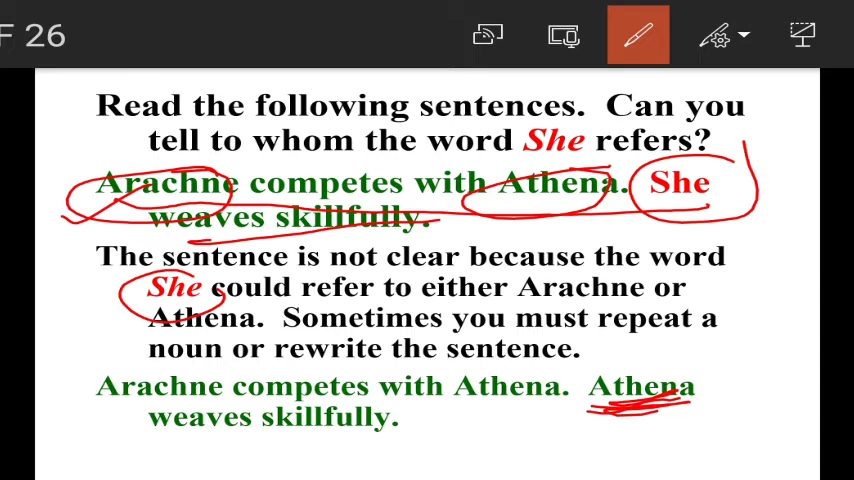 F 26
Read the following sentences. Can you
tell to whom the word She refers?
Arachne competes with Athena. She
weaves skillfully.
The sentence is not clear because the word
She could refer to either Arachne or
Athena. Sometimes you must repeat a
noun or rewrite the sentence.
Arachne competes with Athena. Athena
weaves skillfully.